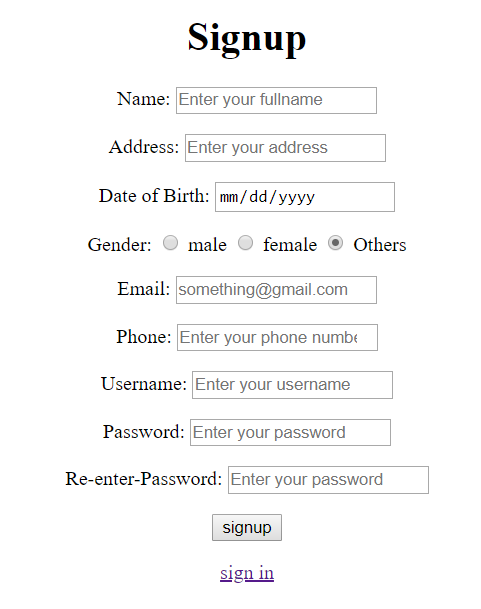 Signup
Name: Enter your fullname
Address: Enter your address
Date of Birth: mm/dd/yyyy
Gender: male female Others
Email: something@gmail.com
Phone: Enter your phone numbe
Username: Enter your username
Password: Enter your password
Re-enter-Password: Enter your password
signup
sign in